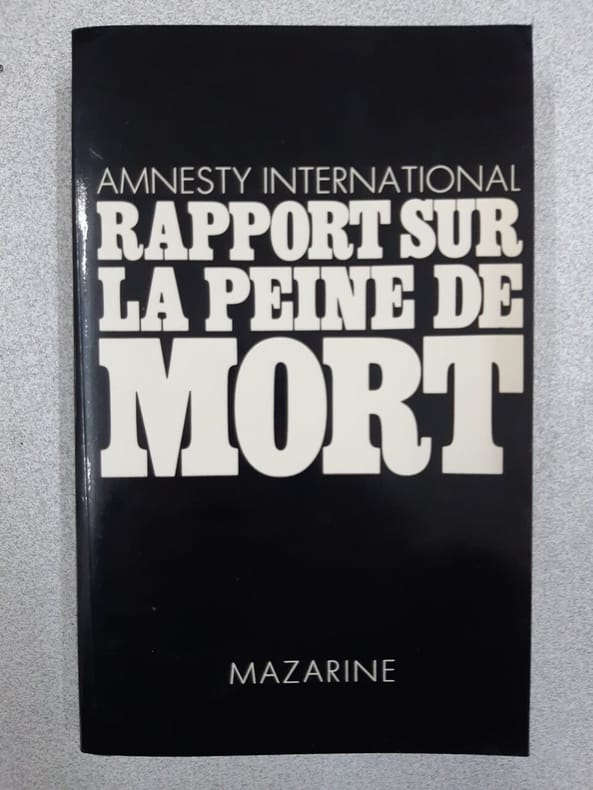 AMNESTY INTERNATIONAL
RAPPORT SUR
LA PEINE DE
MORT
MAZARINE